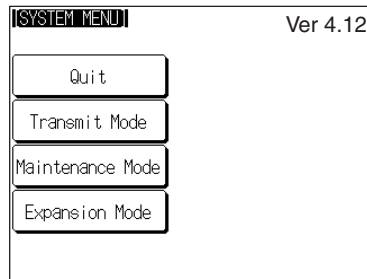 [SYSTEM MENU]
Ver 4.12
Quit
Transmit Mode
Maintenance Mode
Expansion Mode